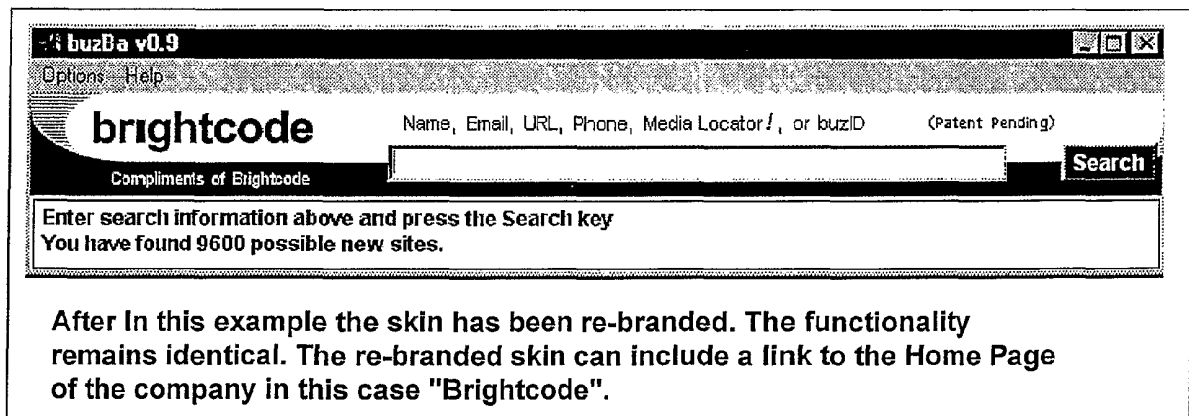 buzBa v0.9
Options Help
brightcode
Name, Email, URL, Phone, Media Locator!, or buzID (Patent Pending)
Search
Compliments of Brightcode
Enter search information above and press the Search key
You have found 9600 possible new sites.
After In this example the skin has been re-branded. The functionality
remains identical. The re-branded skin can include a link to the Home Page
of the company in this case "Brightcode".